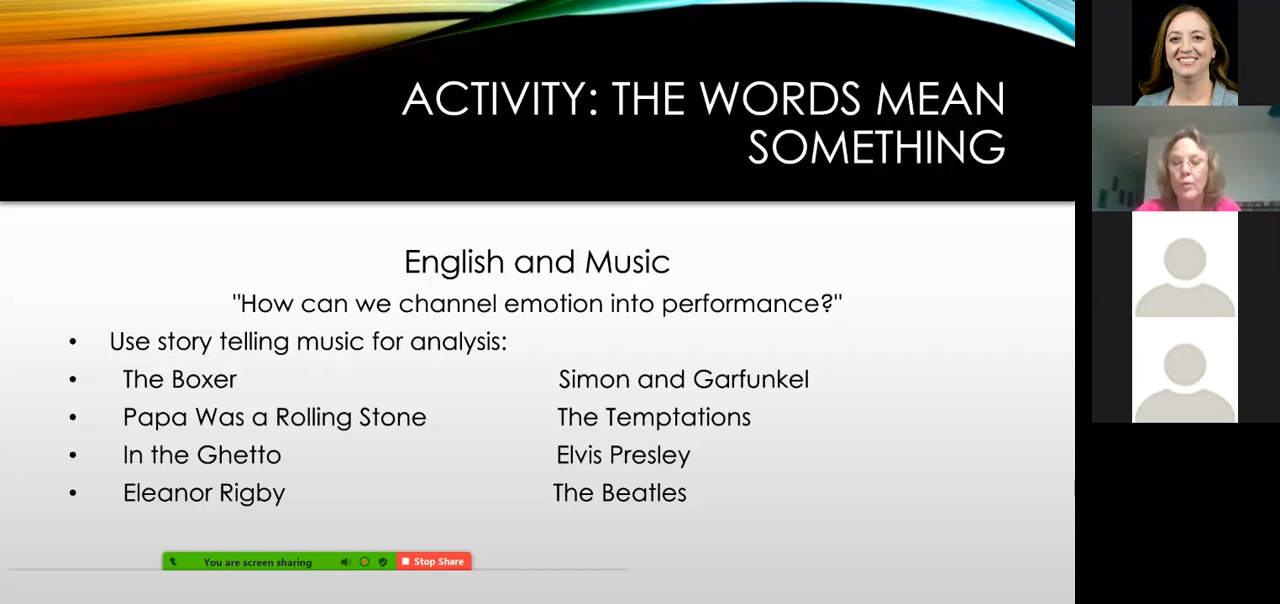 ACTIVITY: THE WORDS MEAN
SOMETHING
English and Music
"How can we channel emotion into performance?"
• Use story telling music for analysis:
• The Boxer Simon and Garfunkel
• Papa Was a Rolling Stone The Temptations
• In the Ghetto Elvis Presley
• Eleanor Rigby The Beatles
You are screen sharing Stop Share